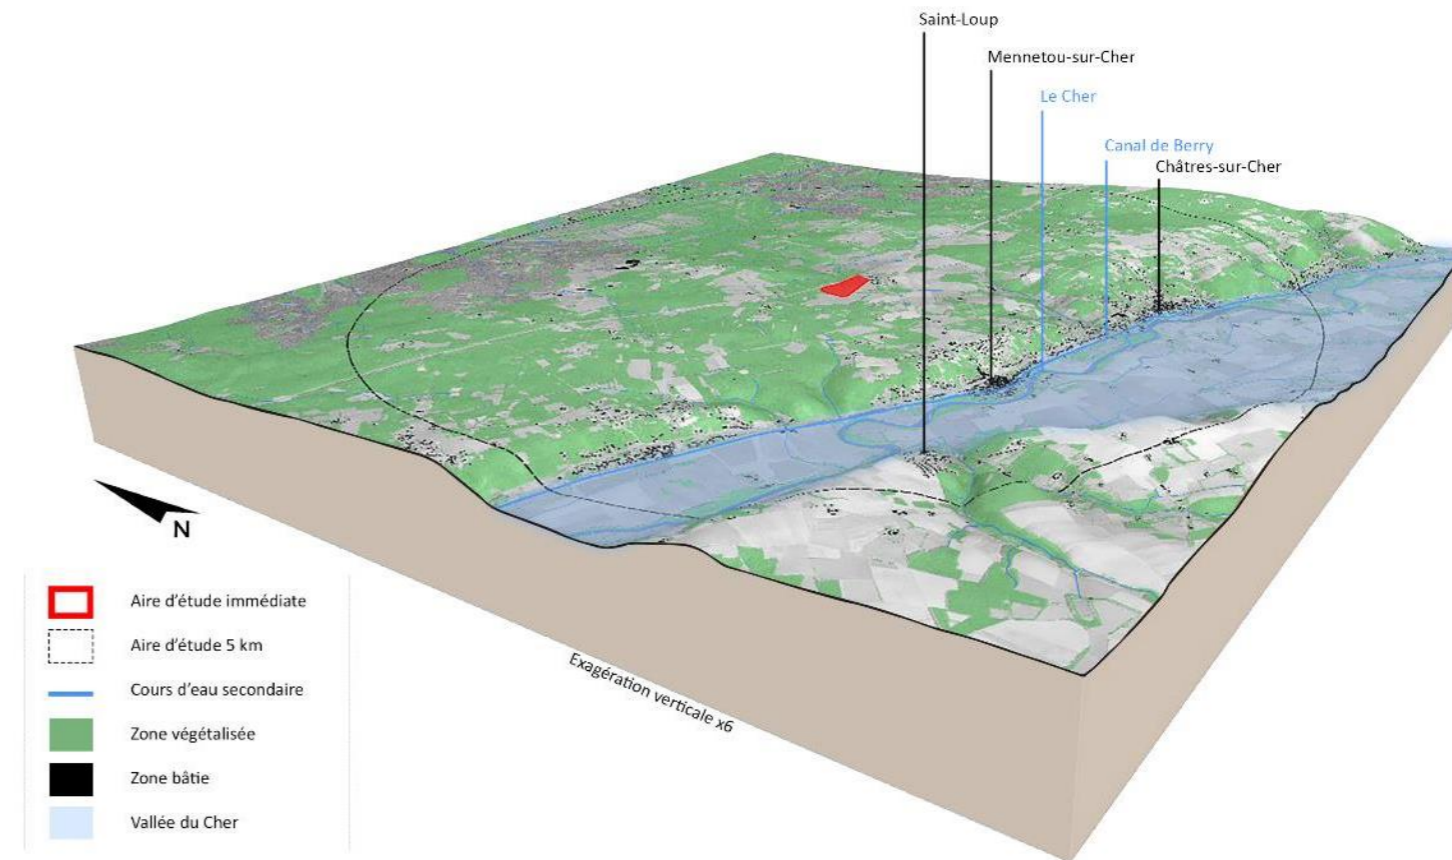 Saint-Loup
Mennetou-sur-Cher
Le Cher
Canal de Berry
Châtres-sur-Cher
N
Exagération verticale x6
Aire d'étude immédiate
Aire d'étude 5 km
Cours d'eau secondaire
Zone végétalisée
Zone bâtie
Vallée du Cher